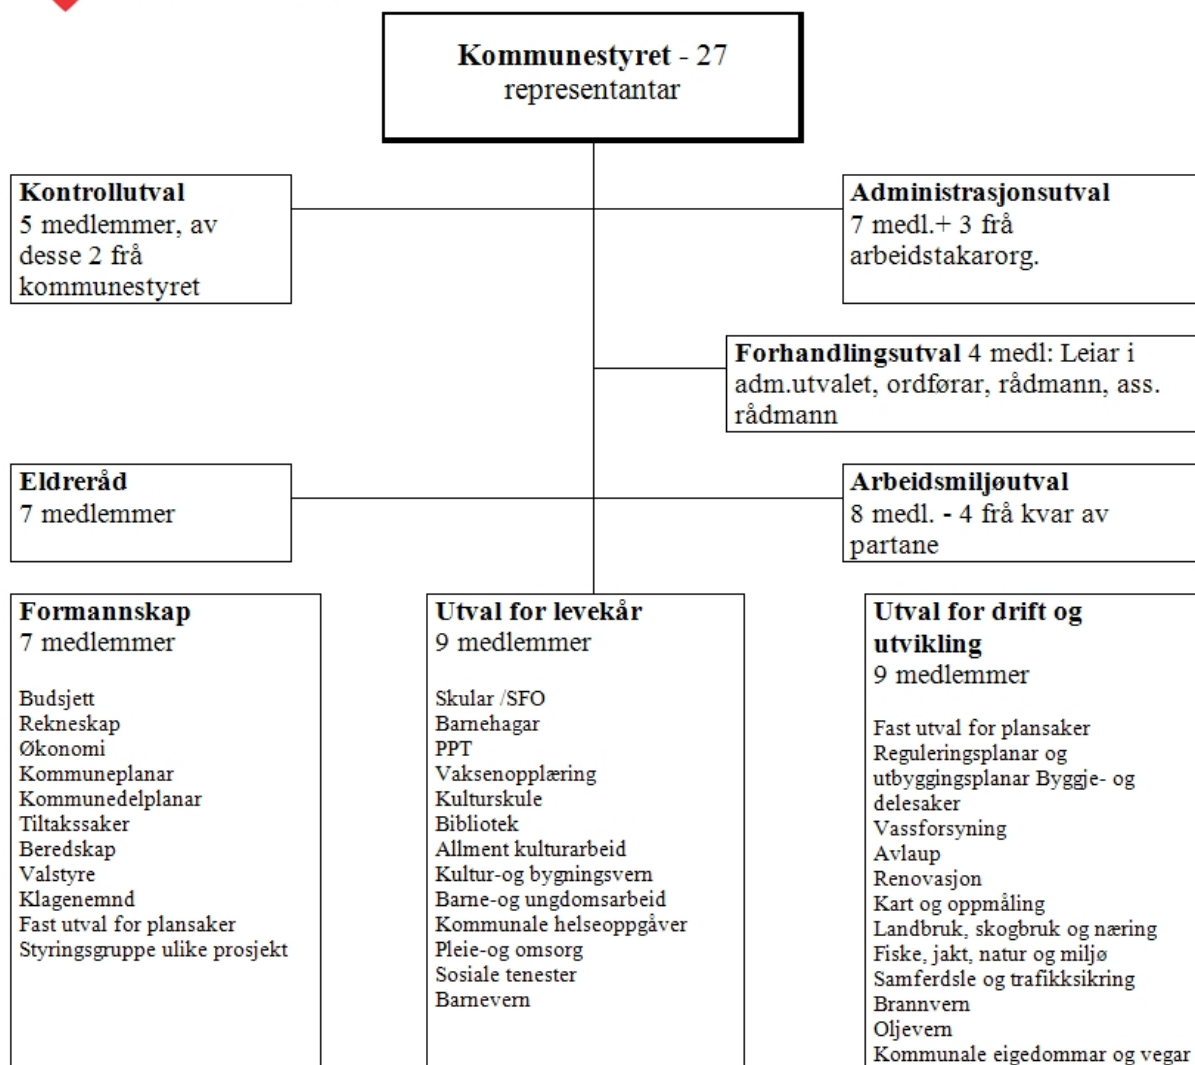 Kommunestyret - 27
representantar
Kontrollutval
5 medlemmer, av
desse 2 frå
kommunestyret
Administrasjonsutval
7 medl.+ 3 frå
arbeidstakarorg.
Forhandlingsutval 4 medl: Leiar i
adm.utvalet, ordførar, rådmann, ass.
rådmann
Eldreråd
7 medlemmer
Arbeidsmiljøutval
8 medl. - 4 frå kvar av
partane
Formannskap
7 medlemmer
Budsjett
Rekneskap
Økonomi
Kommuneplanar
Kommunedelplanar
Tiltakssaker
Beredskap
Valstyre
Klagenemnd
Fast utval for plansaker
Styringsgruppe ulike prosjekt
Utval for levekår
9 medlemmer
Skular /SFO
Barnehagar
PPT
Vaksenopplæring
Kulturskule
Bibliotek
Allment kulturarbeid
Kultur-og bygningsvern
Barne-og ungdomsarbeid
Kommunale helseoppgåver
Pleie-og omsorg
Sosiale tenester
Barnevern
Utval for drift og
utvikling
9 medlemmer
Fast utval for plansaker
Reguleringsplanar og
utbyggingsplanar Byggje- og
delesaker
Vassforsyning
Avlaup
Renovasjon
Kart og oppmåling
Landbruk, skogbruk og næring
Fiske, jakt, natur og miljø
Samferdsle og trafikksikring
Brannvern
Oljevern
Kommunale eigedommar og vegar